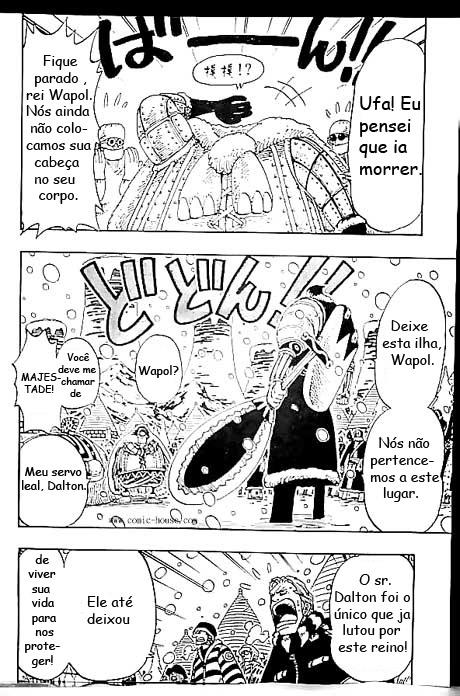 ばーん!!
Ufa! Eu
pensei
que ia
morrer.
Fique
parado ,
rei Wapol.
Nós ainda
não colo-
camos sua
cabeça
no seu
corpo.
どどん!!
Deixe
esta ilha,
Wapol.
Nós não
pertence-
mos a este
lugar.
Wapol?
Você
deve me
chamar
de
MAJES-
TADE!
Meu servo
leal, Dalton.
www.comic-house.com
O sr.
Dalton foi o
único que ja
lutou por
este reino!
Ele até
deixou
de
viver
sua
vida
para
nos
prote-
ger!